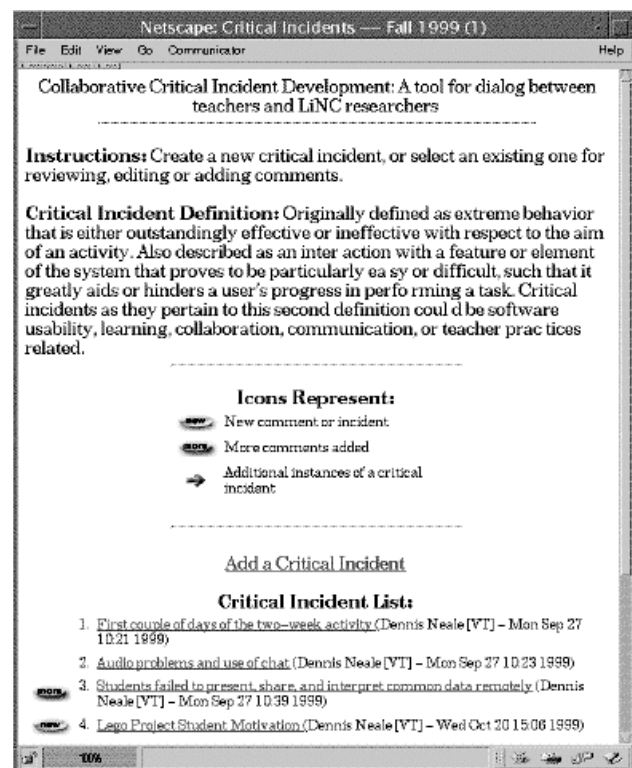 Netscape: Critical Incidents — Fall 1999 (1)
File Edit View Go Communicator Help
Collaborative Critical Incident Development: A tool for dialog between
teachers and LiNC researchers
Instructions: Create a new critical incident, or select an existing one for
reviewing, editing or adding comments.
Critical Incident Definition: Originally defined as extreme behavior
that is either outstandingly effective or ineffective with respect to the aim
of an activity. Also described as an inter action with a feature or element
of the system that proves to be particularly ea sy or difficult, such that it
greatly aids or hinders a user's progress in perfo rming a task. Critical
incidents as they pertain to this second definition coul d be software
usability, learning, collaboration, communication, or teacher prac tices
related.
Icons Represent:
new New comment or incident
more More comments added
Additional instances of a critical
incident
Add a Critical Incident
Critical Incident List:
1. First couple of days of the two-week activity (Dennis Neale [VT] - Mon Sep 27
10:21 1999)
2. Audio problems and use of chat (Dennis Neale [VT] - Mon Sep 27 10:23 1999)
more 3. Students failed to present, share, and interpret common data remotely (Dennis
Neale [VT] - Mon Sep 27 10:39 1999)
new 4. Lego Project Student Motivation (Dennis Neale [VT] - Wed Oct 20 15:06 1999)
100%